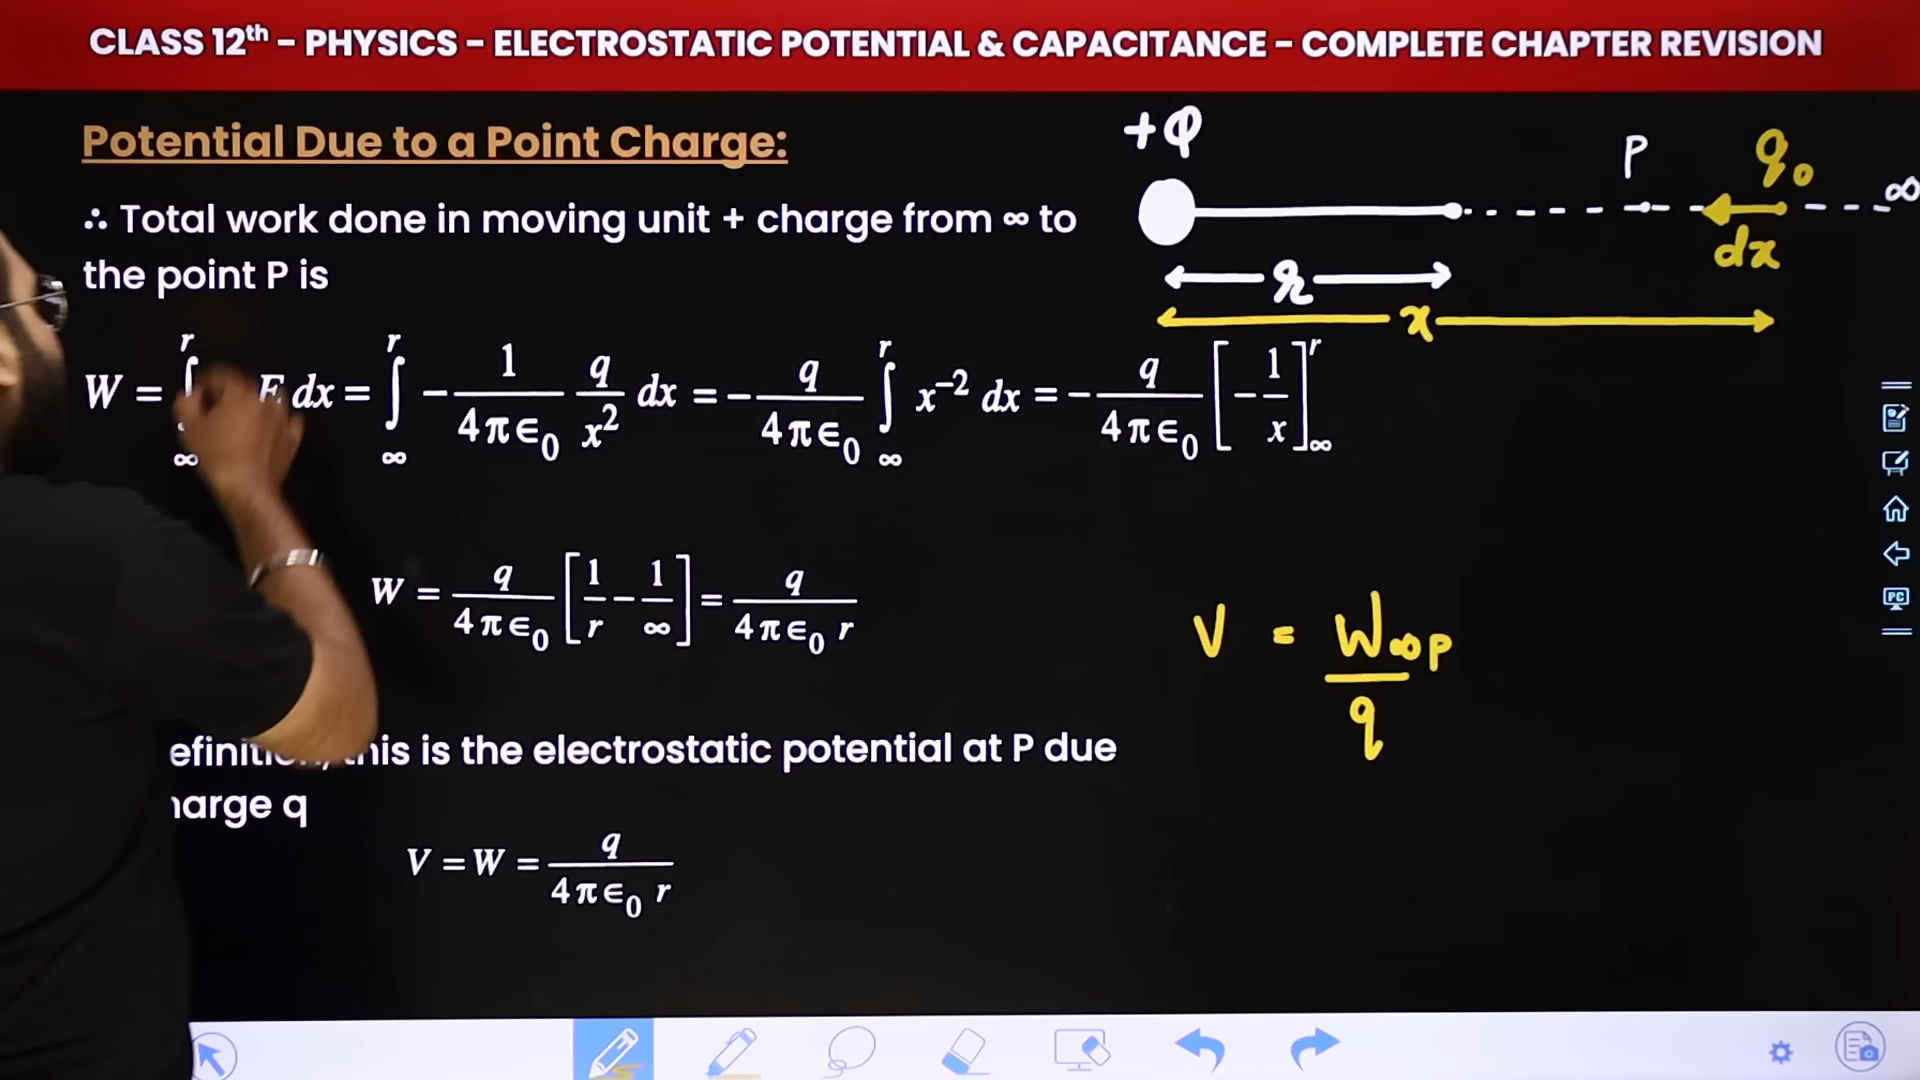 CLASS 12th – PHYSICS – ELECTROSTATIC POTENTIAL & CAPACITANCE – COMPLETE CHAPTER REVISION
Potential Due to a Point Charge:
∴ Total work done in moving unit + charge from ∞ to
the point P is
+Q
P
q₀
∞
dx
r
x
W = ∫_∞^r E dx = ∫_∞^r − 1/(4πϵ₀) q/x² dx = − q/(4πϵ₀) ∫_∞^r x⁻² dx = − q/(4πϵ₀) [− 1/x]_∞^r
W = q/(4πϵ₀) [1/r − 1/∞] = q/(4πϵ₀ r)
V = W∞P/q
this is the electrostatic potential at P due
q
V = W = q/(4πϵ₀ r)
PC